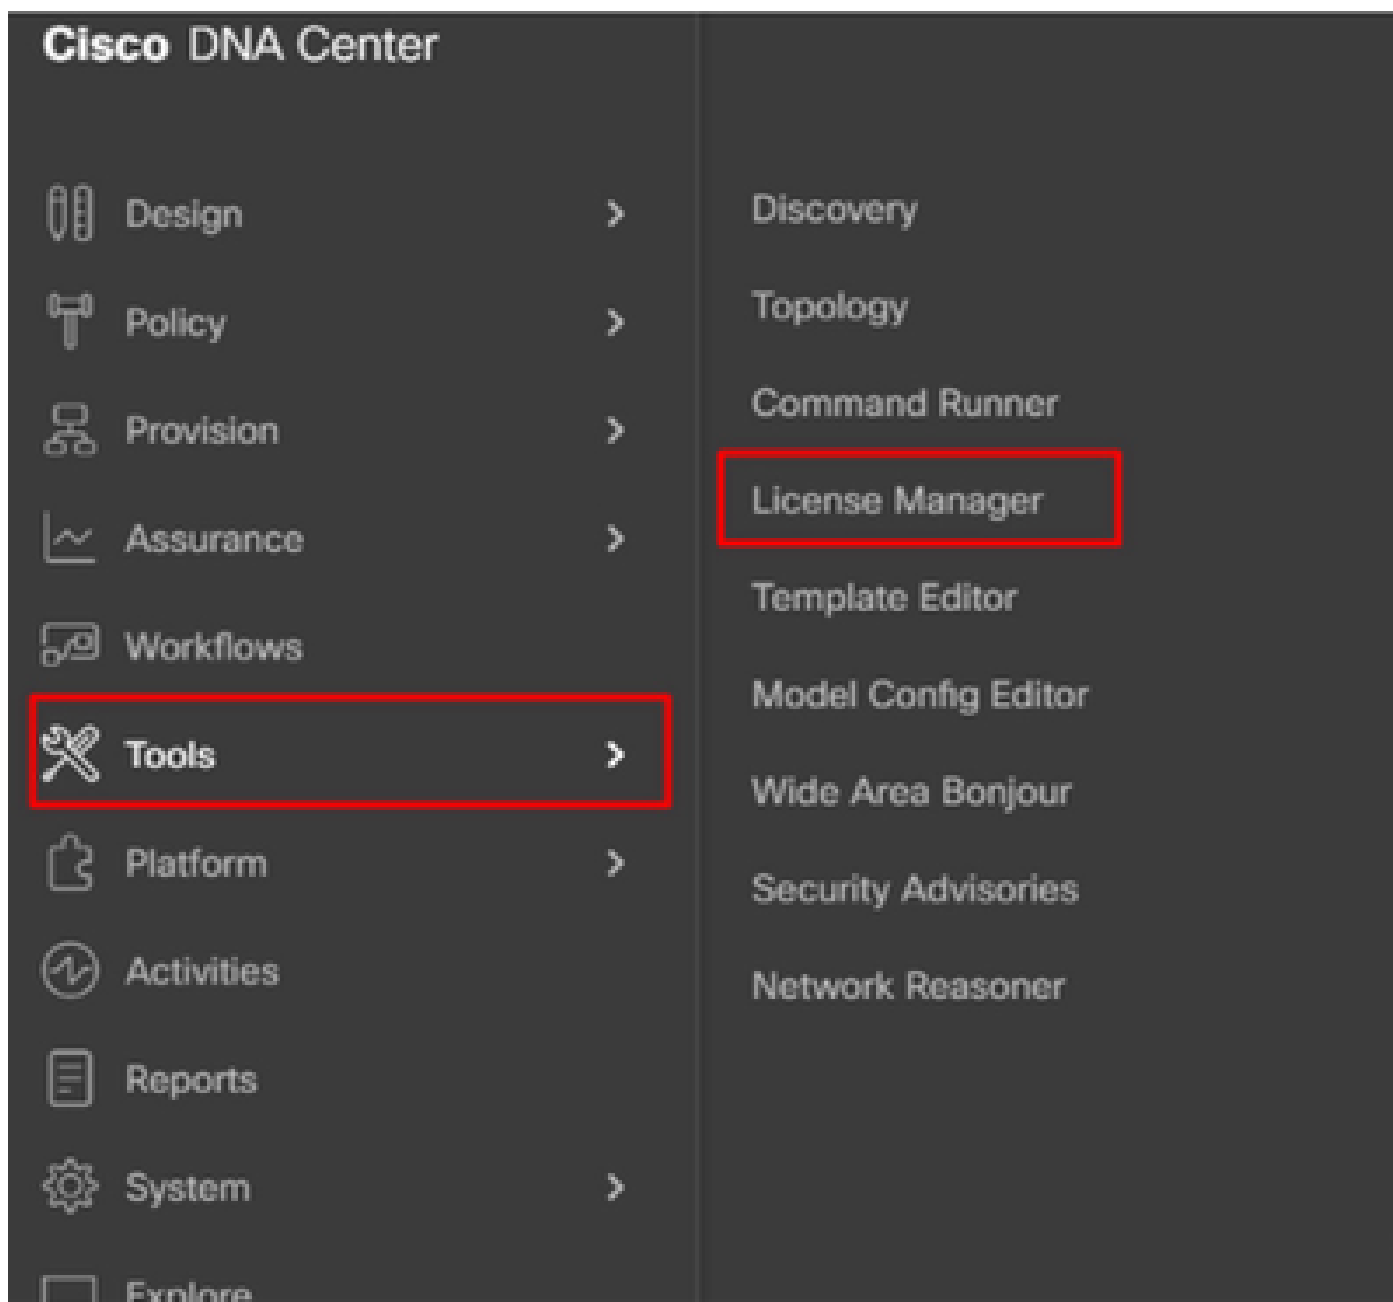 Cisco DNA Center
Design
Policy
Provision
Assurance
Workflows
Tools
Platform
Activities
Reports
System
Explore
Discovery
Topology
Command Runner
License Manager
Template Editor
Model Config Editor
Wide Area Bonjour
Security Advisories
Network Reasoner